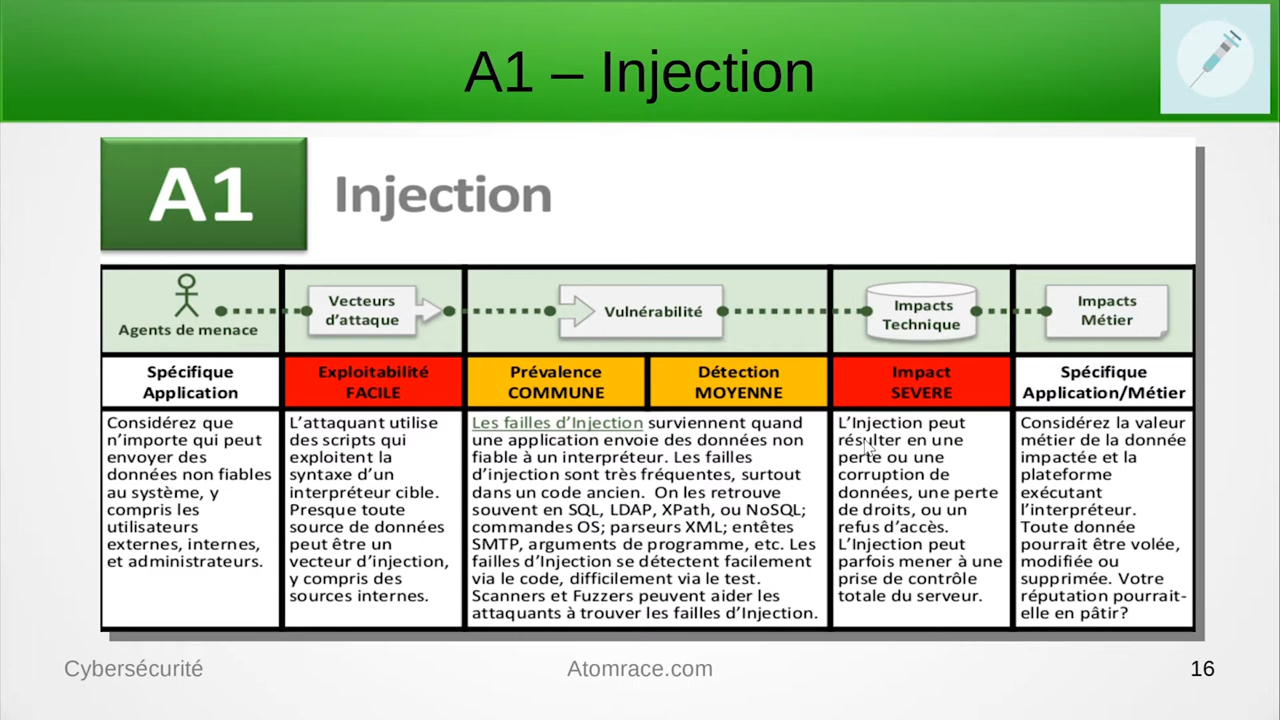 A1 – Injection
A1
Injection
Agents de menace
Vecteurs
d’attaque
Vulnérabilité
Impacts
Technique
Impacts
Métier
Spécifique
Application
Exploitabilité
FACILE
Prévalence
COMMUNE
Détection
MOYENNE
Impact
SEVERE
Spécifique
Application/Métier
Considérez que
n’importe qui peut
envoyer des
données non fiables
au système, y
compris les
utilisateurs
externes, internes,
et administrateurs.
L’attaquant utilise
des scripts qui
exploitent la
syntaxe d’un
interpréteur cible.
Presque toute
source de données
peut être un
vecteur d’injection,
y compris des
sources internes.
Les failles d’Injection surviennent quand
une application envoie des données non
fiable à un interpréteur. Les failles
d’injection sont très fréquentes, surtout
dans un code ancien. On les retrouve
souvent en SQL, LDAP, XPath, ou NoSQL;
commandes OS; parseurs XML; entêtes
SMTP, arguments de programme, etc. Les
failles d’Injection se détectent facilement
via le code, difficilement via le test.
Scanners et Fuzzers peuvent aider les
attaquants à trouver les failles d’Injection.
L’Injection peut
résulter en une
perte ou une
corruption de
données, une perte
de droits, ou un
refus d’accès.
L’Injection peut
parfois mener à une
prise de contrôle
totale du serveur.
Considérez la valeur
métier de la donnée
impactée et la
plateforme
exécutant
l’interpréteur.
Toute donnée
pourrait être volée,
modifiée ou
supprimée. Votre
réputation pourrait-
elle en pâtir?
Cybersécurité
Atomrace.com
16